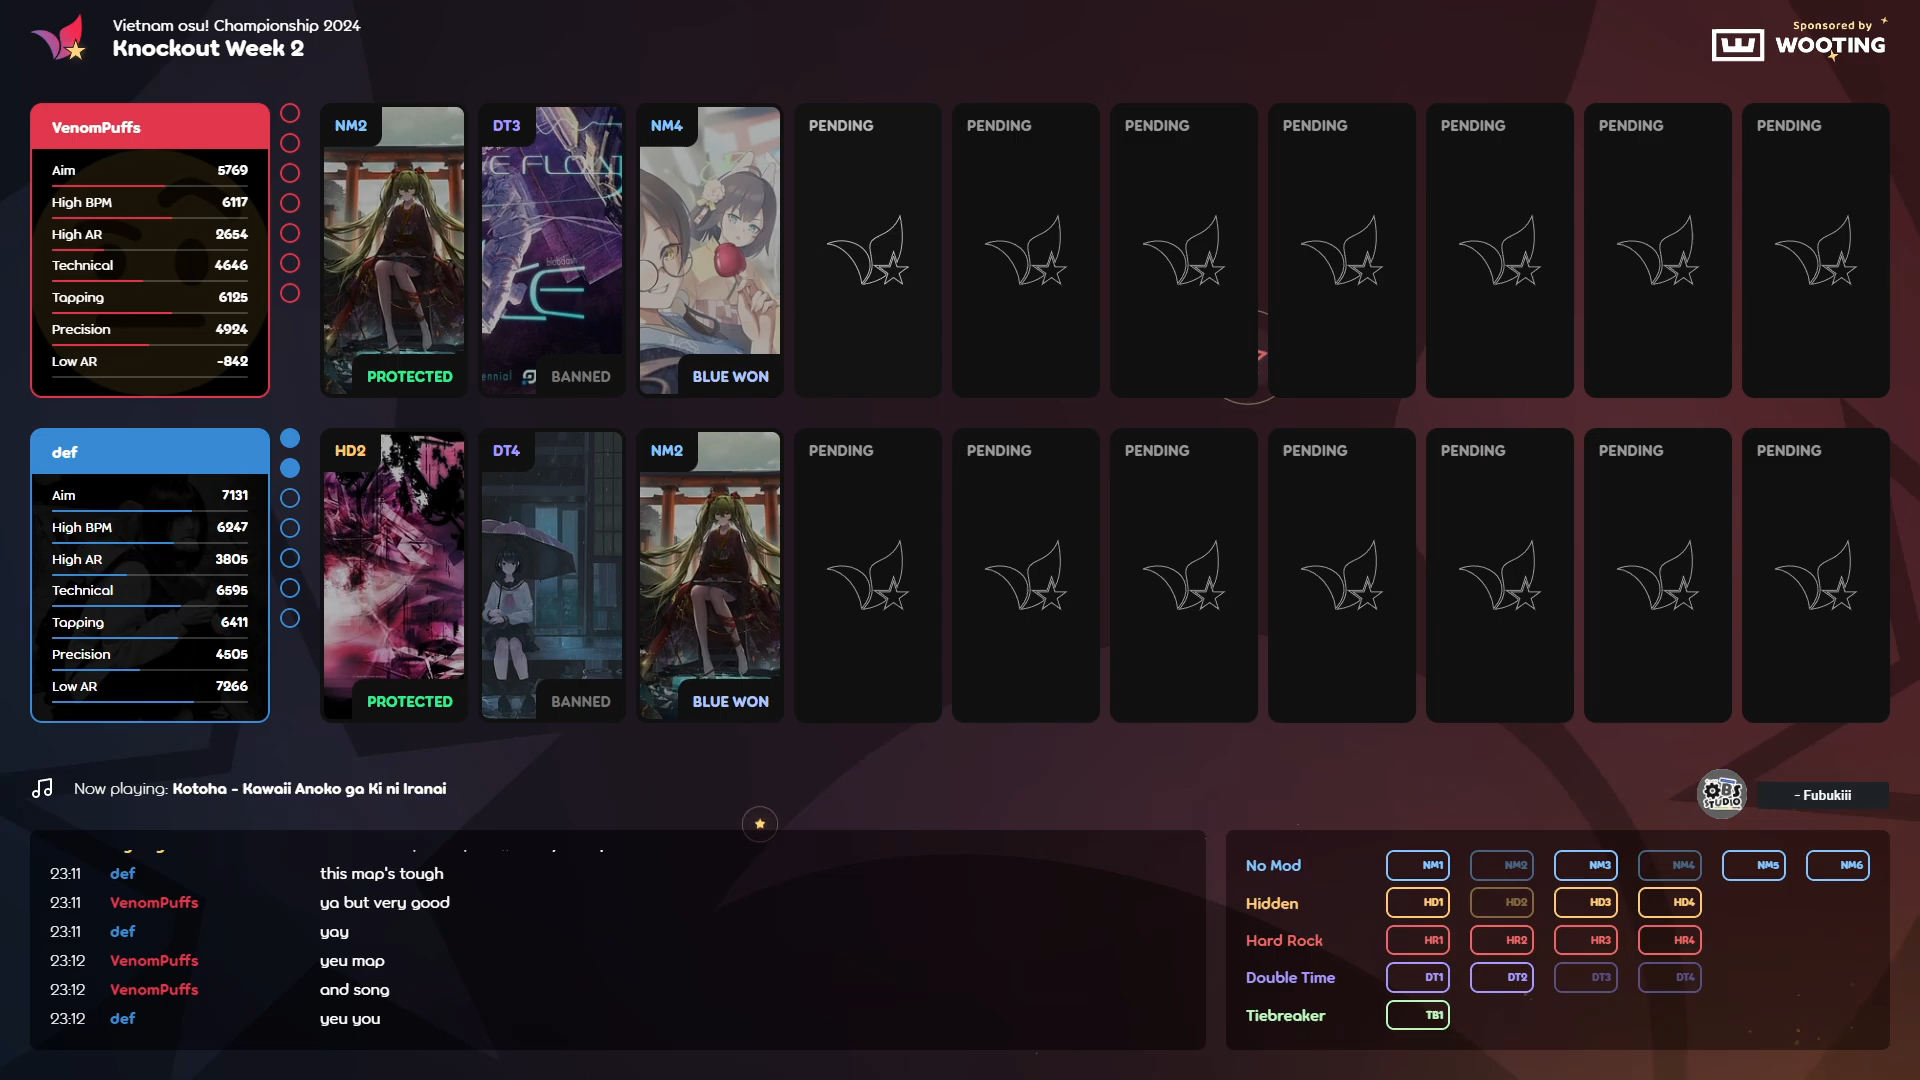 Vietnam osu! Championship 2024
Knockout Week 2
Sponsored by
WOOTING
VenomPuffs
Aim 5769
High BPM 6117
High AR 2654
Technical 4646
Tapping 6125
Precision 4924
Low AR -842
NM2
PROTECTED
DT3
BANNED
NM4
BLUE WON
PENDING
PENDING
PENDING
PENDING
PENDING
PENDING
PENDING
def
Aim 7131
High BPM 6247
High AR 3805
Technical 6595
Tapping 6411
Precision 4505
Low AR 7266
HD2
PROTECTED
DT4
BANNED
NM2
BLUE WON
PENDING
PENDING
PENDING
PENDING
PENDING
PENDING
PENDING
Now playing: Kotoha - Kawaii Anoko ga Ki ni Iranai
OBS STUDIO
- Fubukiii
23:11 def this map's tough
23:11 VenomPuffs ya but very good
23:11 def yay
23:12 VenomPuffs yeu map
23:12 VenomPuffs and song
23:12 def yeu you
No Mod NM1 NM2 NM3 NM4 NM5 NM6
Hidden HD1 HD2 HD3 HD4
Hard Rock HR1 HR2 HR3 HR4
Double Time DT1 DT2 DT3 DT4
Tiebreaker TB1